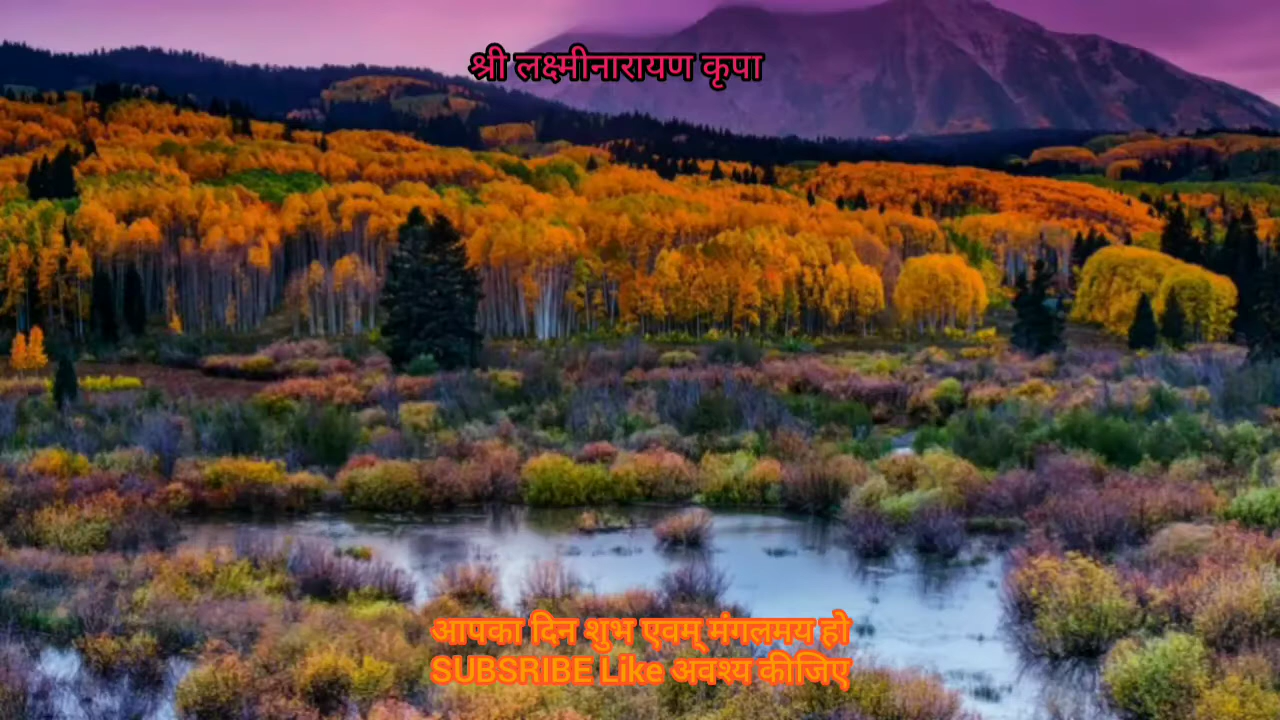 श्री लक्ष्मीनारायण कृपा
आपका दिन शुभ एवम् मंगलमय हो
SUBSRIBE Like अवश्य कीजिए